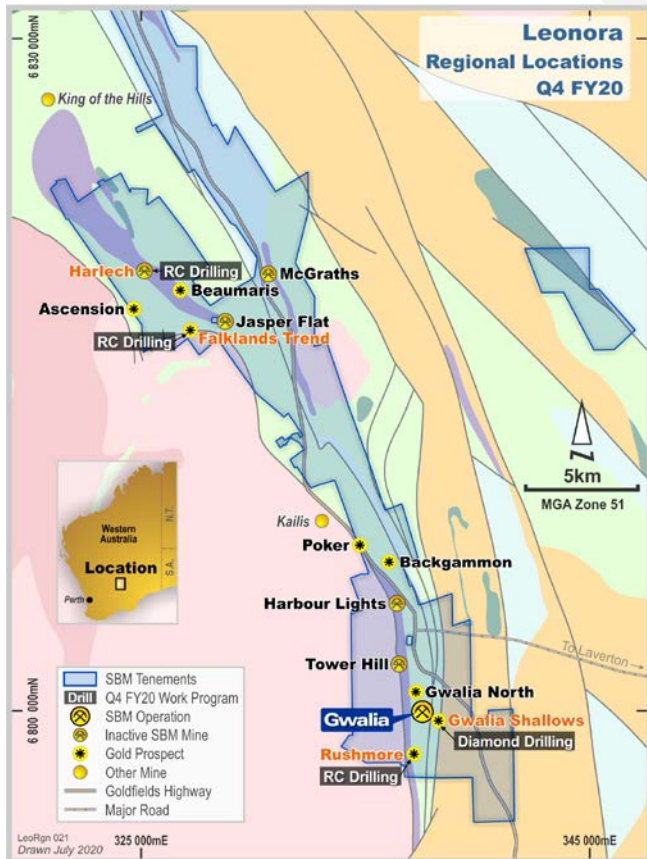 Leonora
Regional Locations
Q4 FY20
6 830 000mN
King of the Hills
Harlech
RC Drilling
McGraths
Beaumaris
Ascension
Jasper Flat
RC Drilling
Falklands Trend
5km
MGA Zone 51
Western
Australia
N.T.
S.A.
Location
Perth
Kailis
Poker
Backgammon
Harbour Lights
To Laverton
Tower Hill
Gwalia North
Gwalia
Gwalia Shallows
Diamond Drilling
Rushmore
RC Drilling
6 800 000mN
SBM Tenements
Drill Q4 FY20 Work Program
SBM Operation
Inactive SBM Mine
Gold Prospect
Other Mine
Goldfields Highway
Major Road
LeoRgn 021
Drawn July 2020
325 000mE
345 000mE